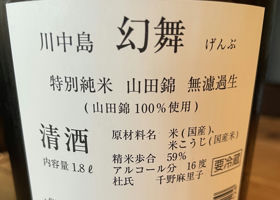 川中島 幻舞 げんぶ
特別純米 山田錦 無濾過生
(山田錦100%使用)
清酒
内容量1.8ℓ
原材料名 米(国産)、
米こうじ(国産米)
精米歩合 59%
アルコール分 16度
杜氏 千野麻里子
要冷蔵